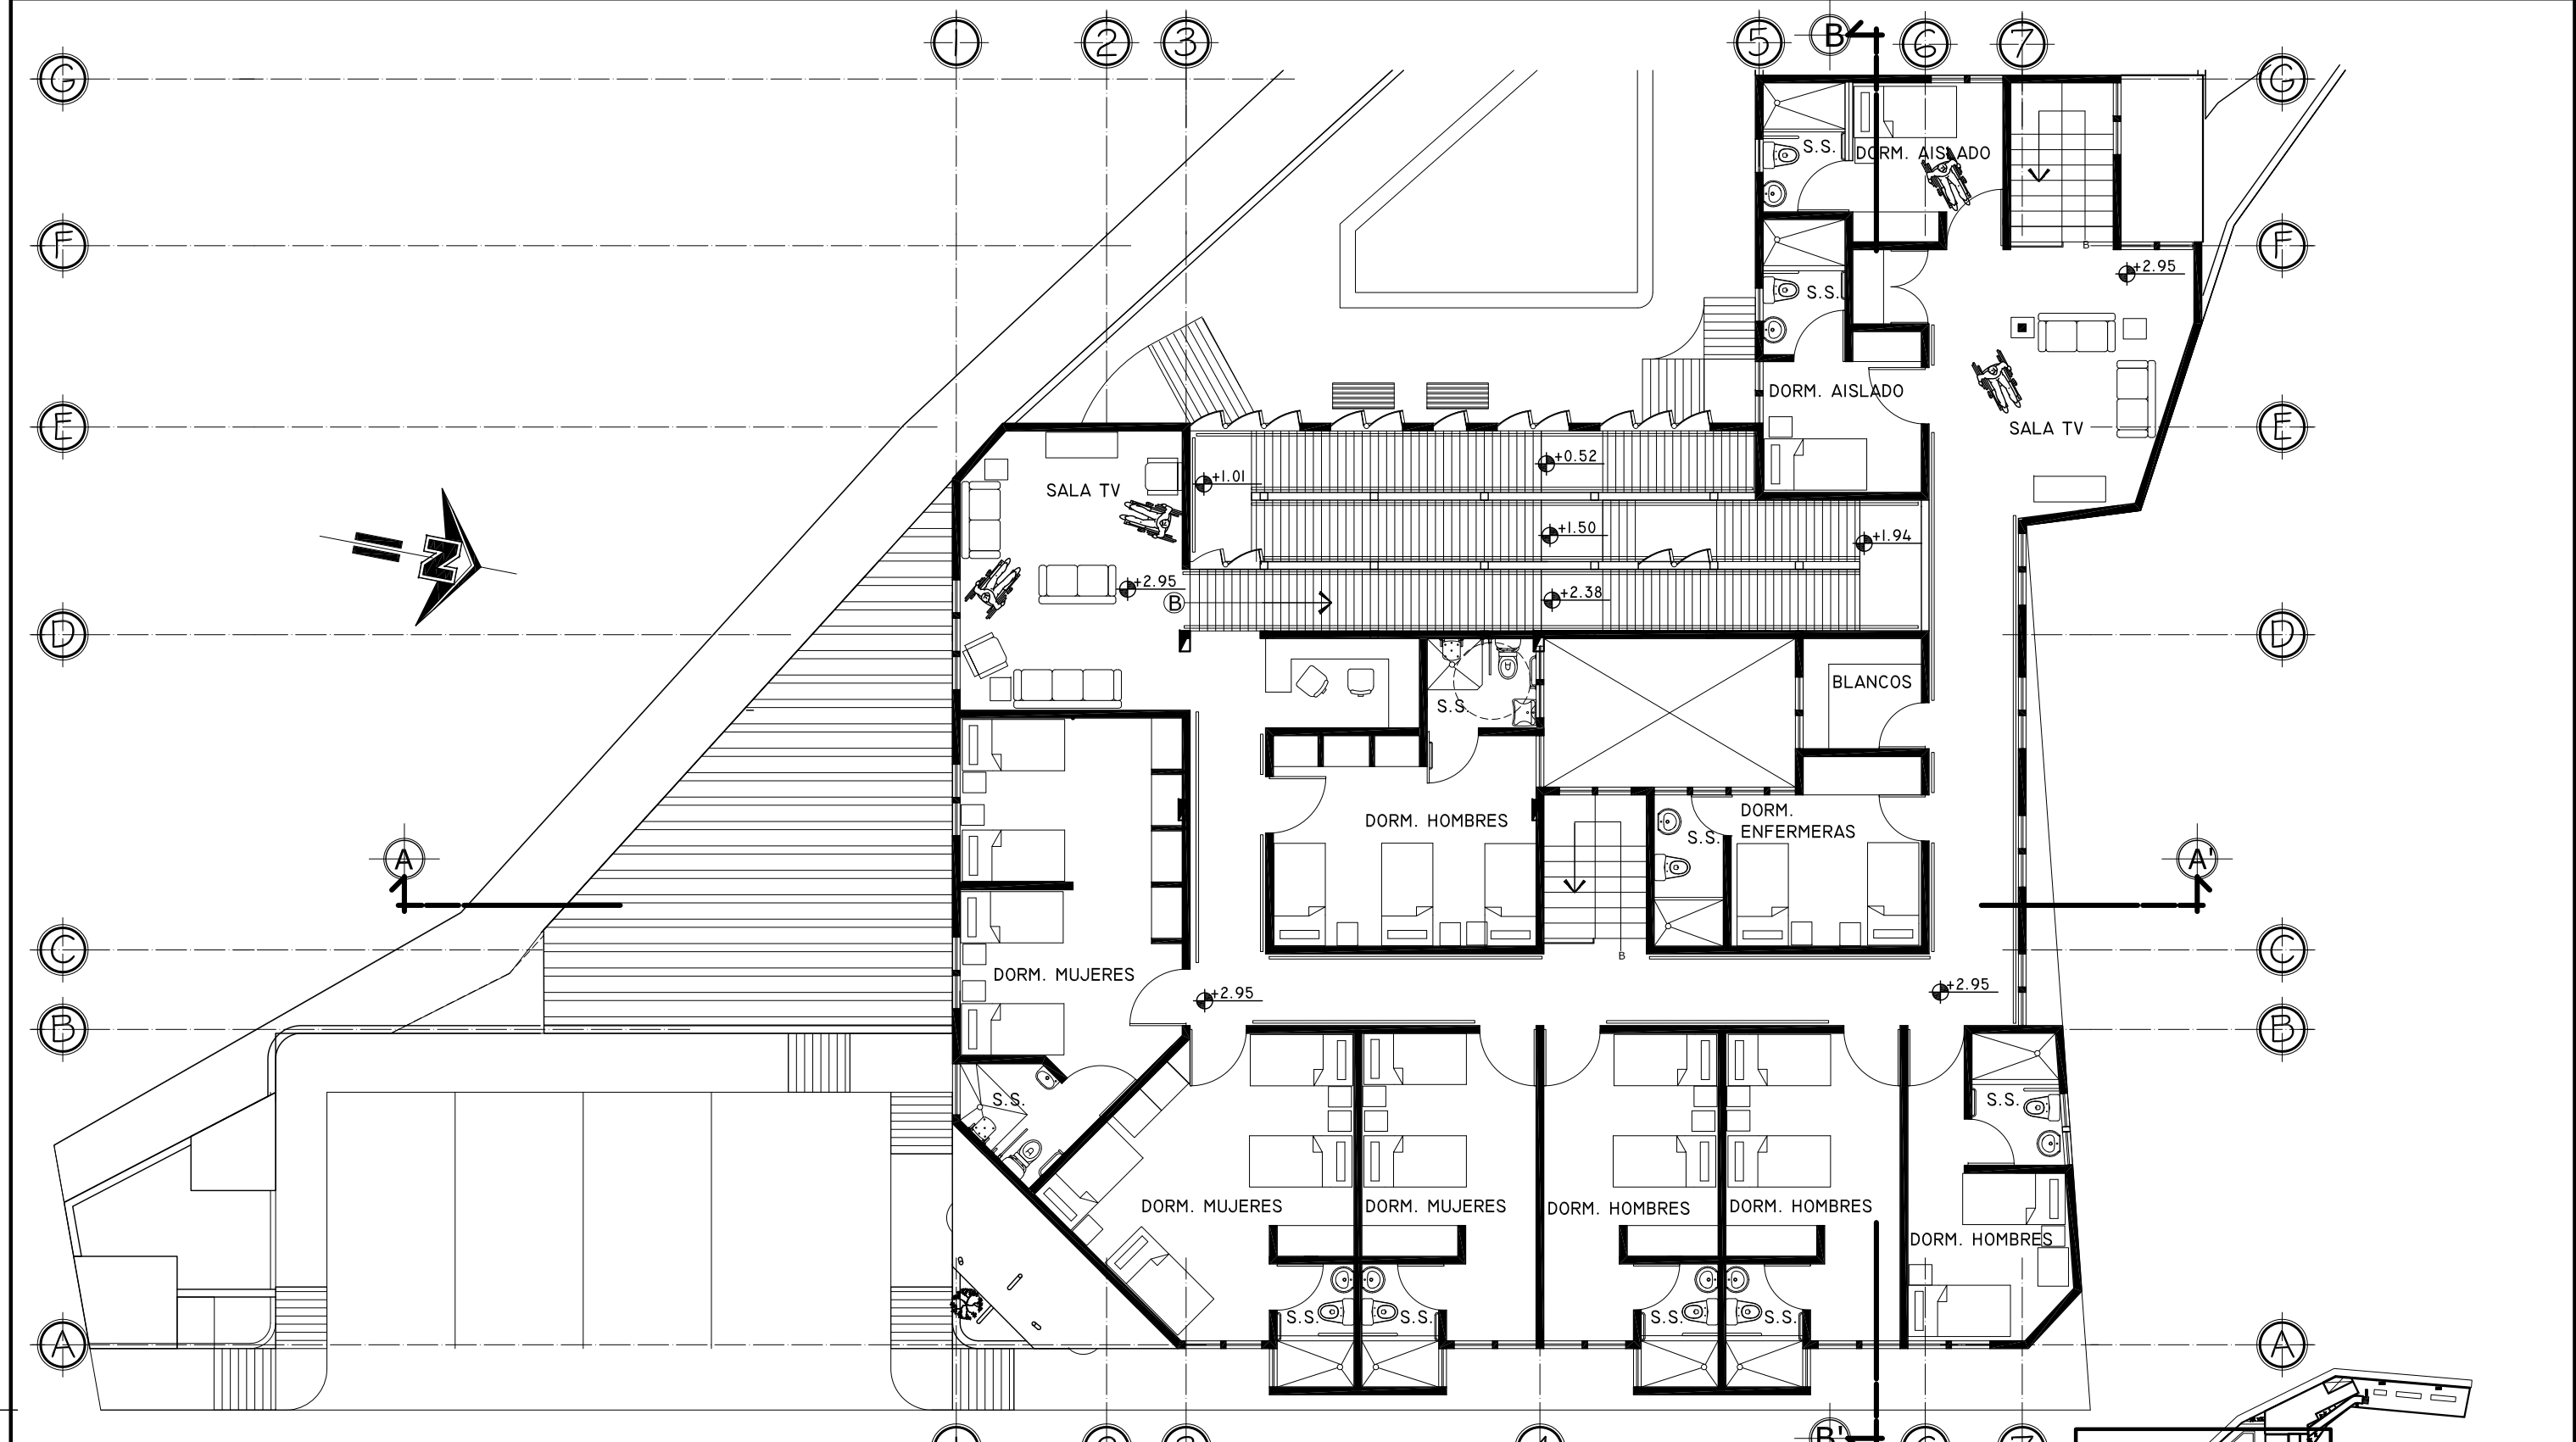 1 2 3 5 B 6 7
G G
S.S. DORM. AISLADO
F B F
+2.95
S.S.
DORM. AISLADO
E SALA TV E
+0.52
+1.01
SALA TV
N
+1.50
+1.94
+2.95
B +2.38
D D
BLANCOS
S.S.
DORM. HOMBRES
DORM.
ENFERMERAS
S.S.
A A'
C B C
DORM. MUJERES
+2.95
+2.95
B B
S.S.
S.S.
DORM. MUJERES
DORM. MUJERES
DORM. HOMBRES
DORM. HOMBRES
DORM. HOMBRES
S.S. S.S. S.S. S.S.
A A
B'